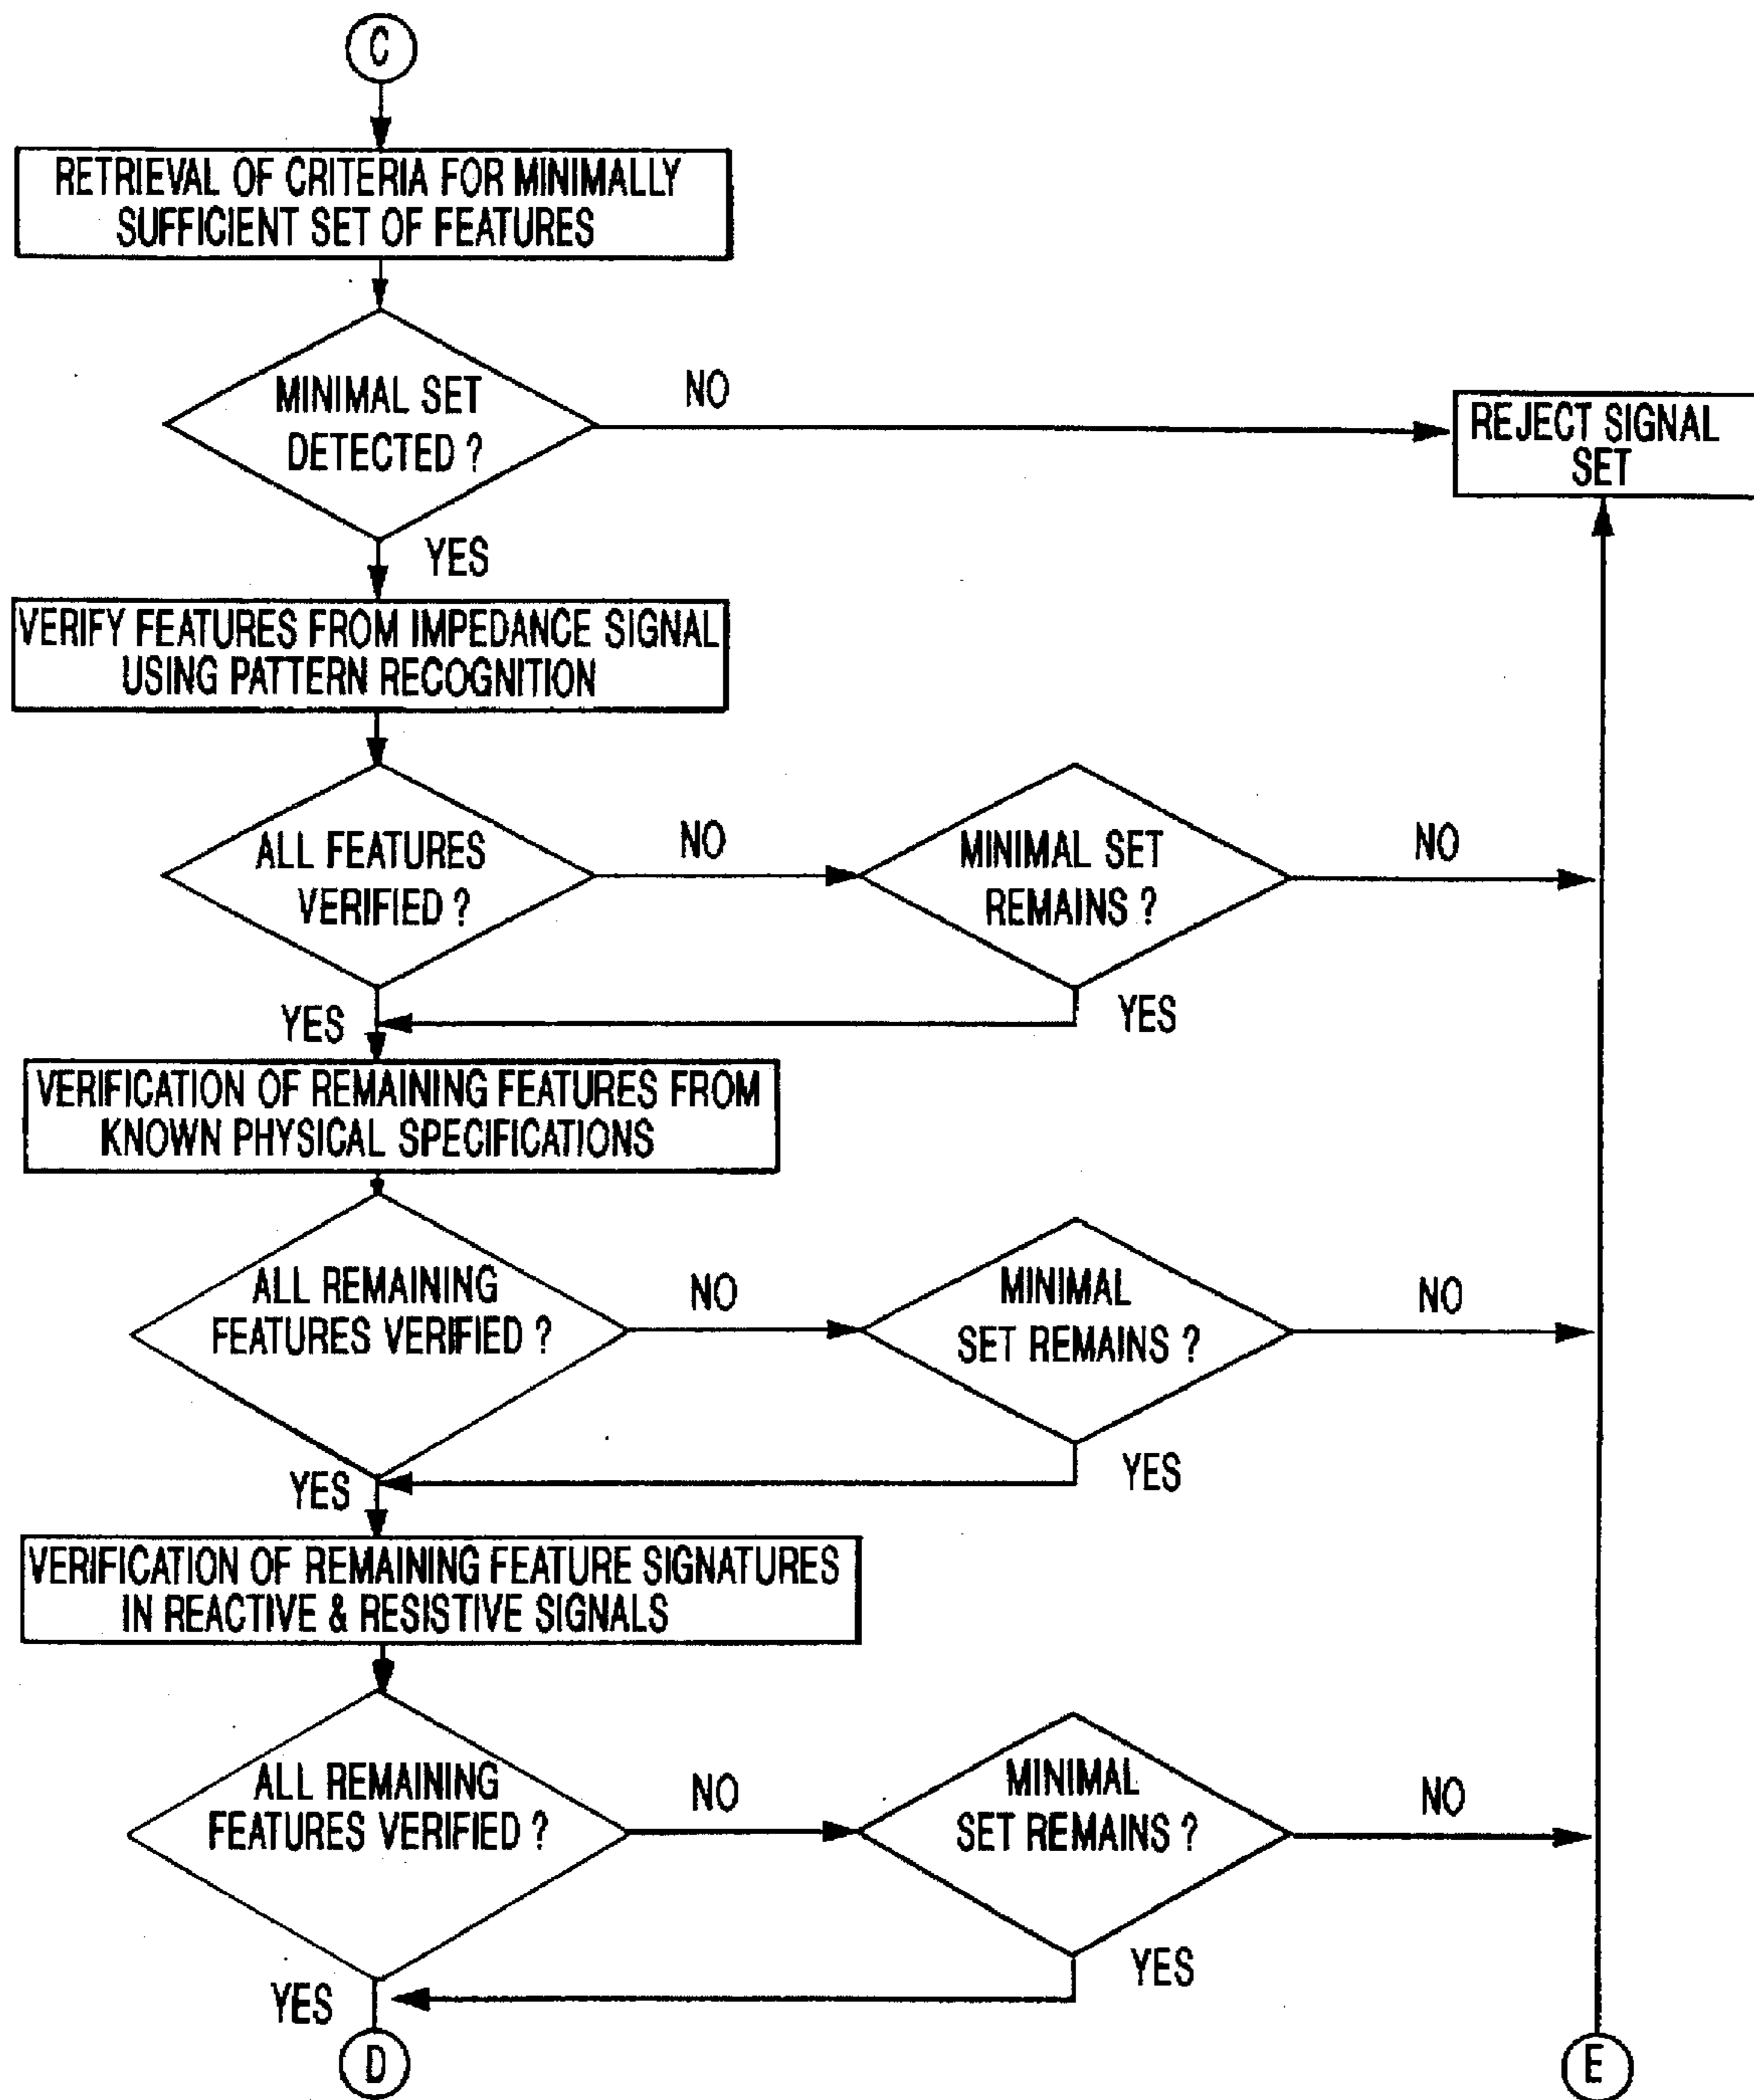 C
RETRIEVAL OF CRITERIA FOR MINIMALLY
SUFFICIENT SET OF FEATURES
MINIMAL SET
DETECTED ?
NO
REJECT SIGNAL
SET
YES
VERIFY FEATURES FROM IMPEDANCE SIGNAL
USING PATTERN RECOGNITION
ALL FEATURES
VERIFIED ?
NO
MINIMAL SET
REMAINS ?
NO
YES
YES
VERIFICATION OF REMAINING FEATURES FROM
KNOWN PHYSICAL SPECIFICATIONS
ALL REMAINING
FEATURES VERIFIED ?
NO
MINIMAL
SET REMAINS ?
NO
YES
YES
VERIFICATION OF REMAINING FEATURE SIGNATURES
IN REACTIVE & RESISTIVE SIGNALS
ALL REMAINING
FEATURES VERIFIED ?
NO
MINIMAL
SET REMAINS ?
NO
YES
YES
D
E